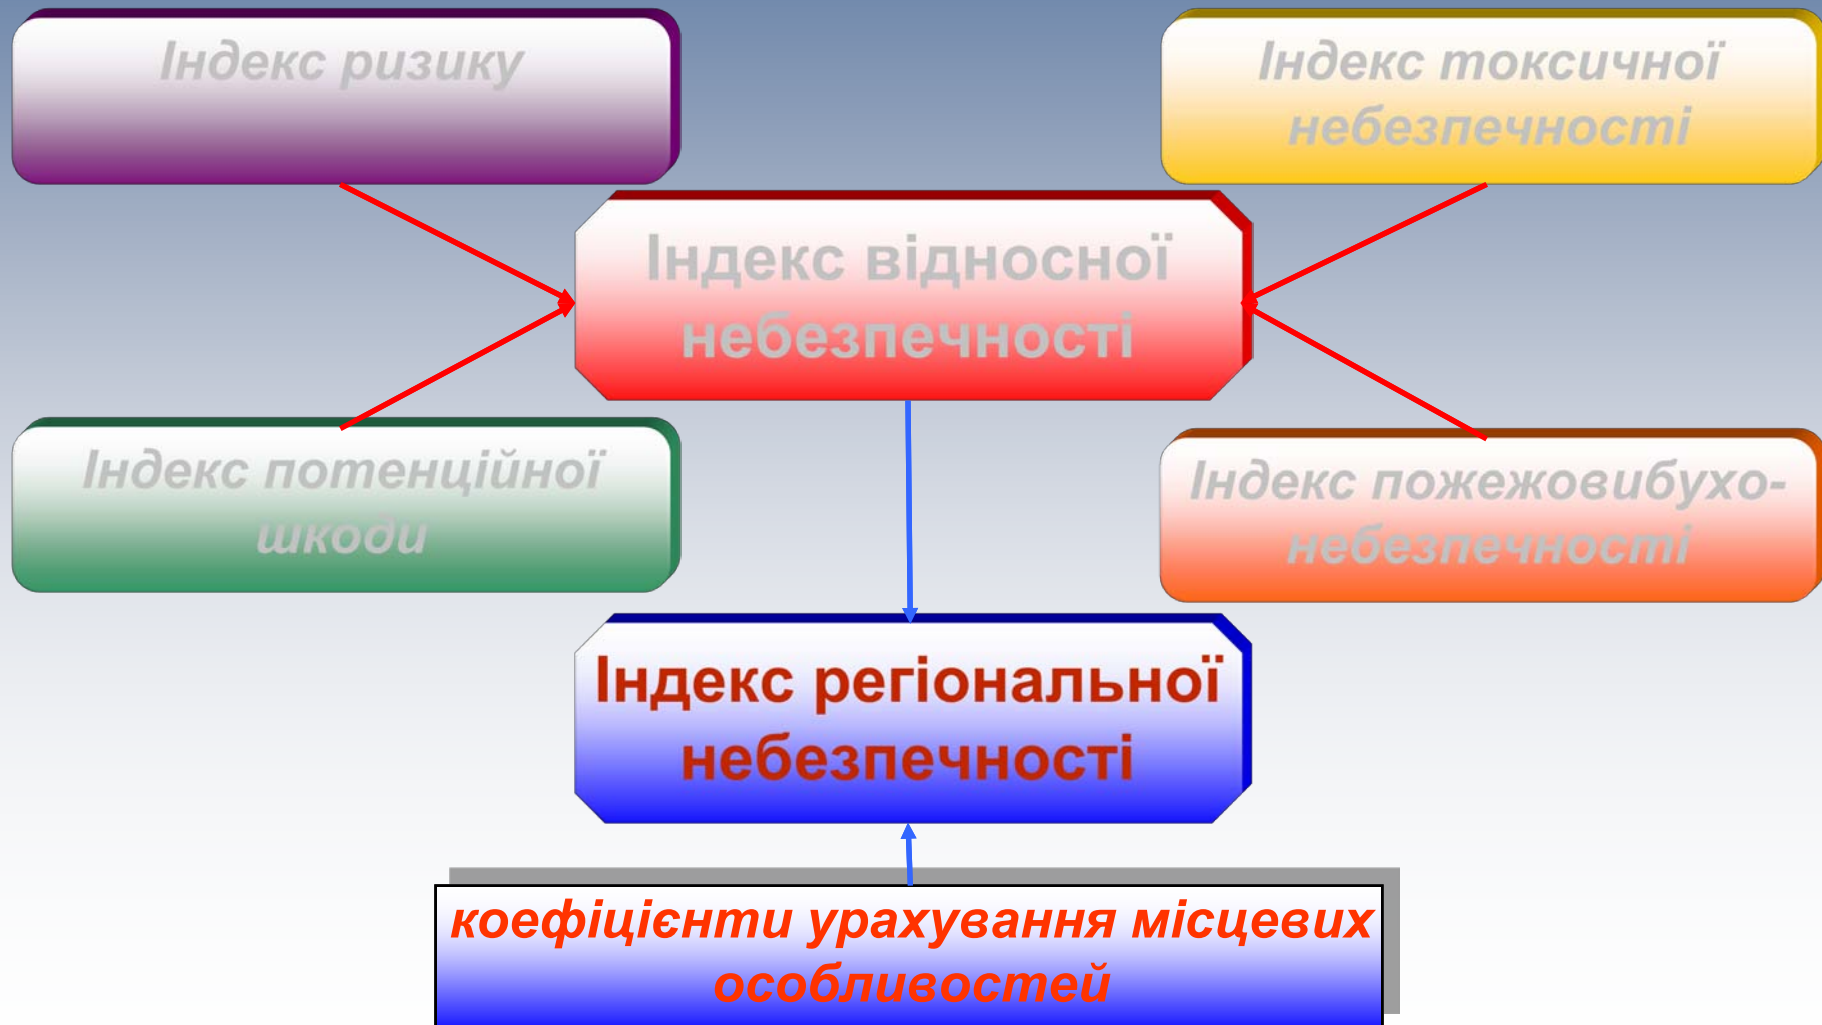 Індекс ризику
Індекс токсичної
небезпечності
Індекс відносної
небезпечності
Індекс потенційної
шкоди
Індекс пожежовибухо-
небезпечності
Індекс регіональної
небезпечності
коефіцієнти урахування місцевих
особливостей